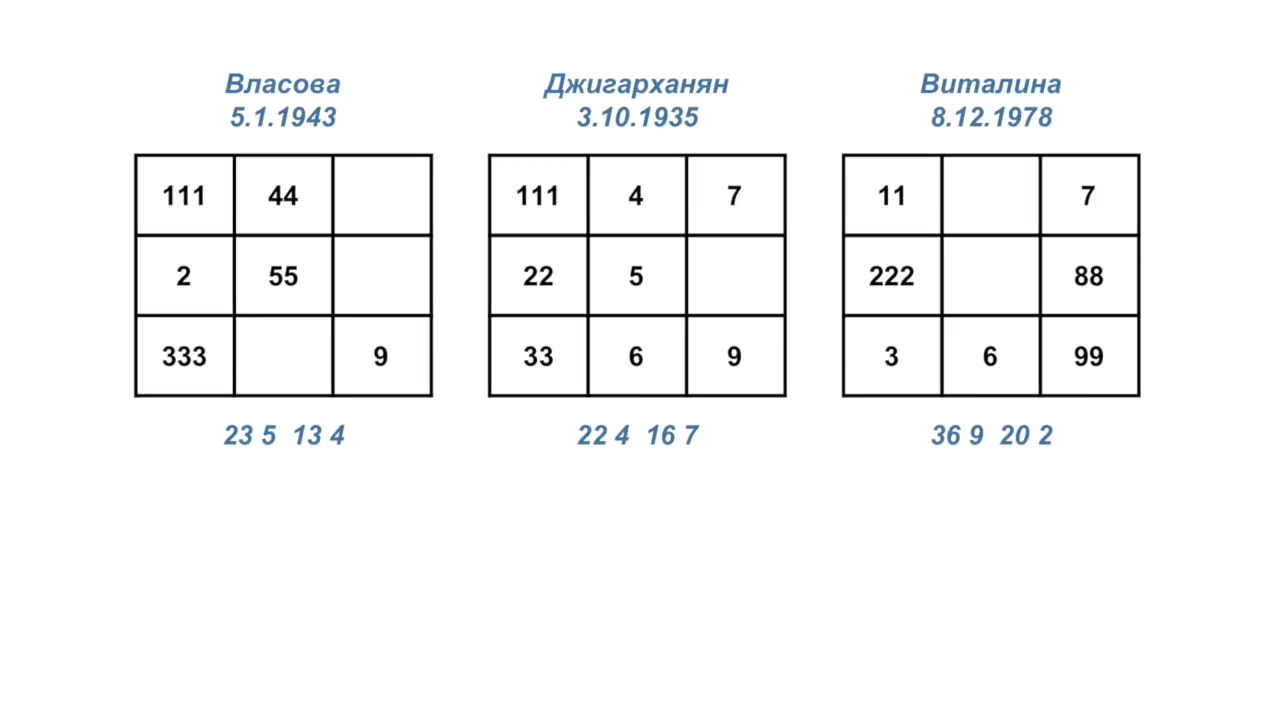 Власова
5.1.1943
111 44
2 55
333 9
23 5 13 4
Джигарханян
3.10.1935
111 4 7
22 5
33 6 9
22 4 16 7
Виталина
8.12.1978
11 7
222 88
3 6 99
36 9 20 2